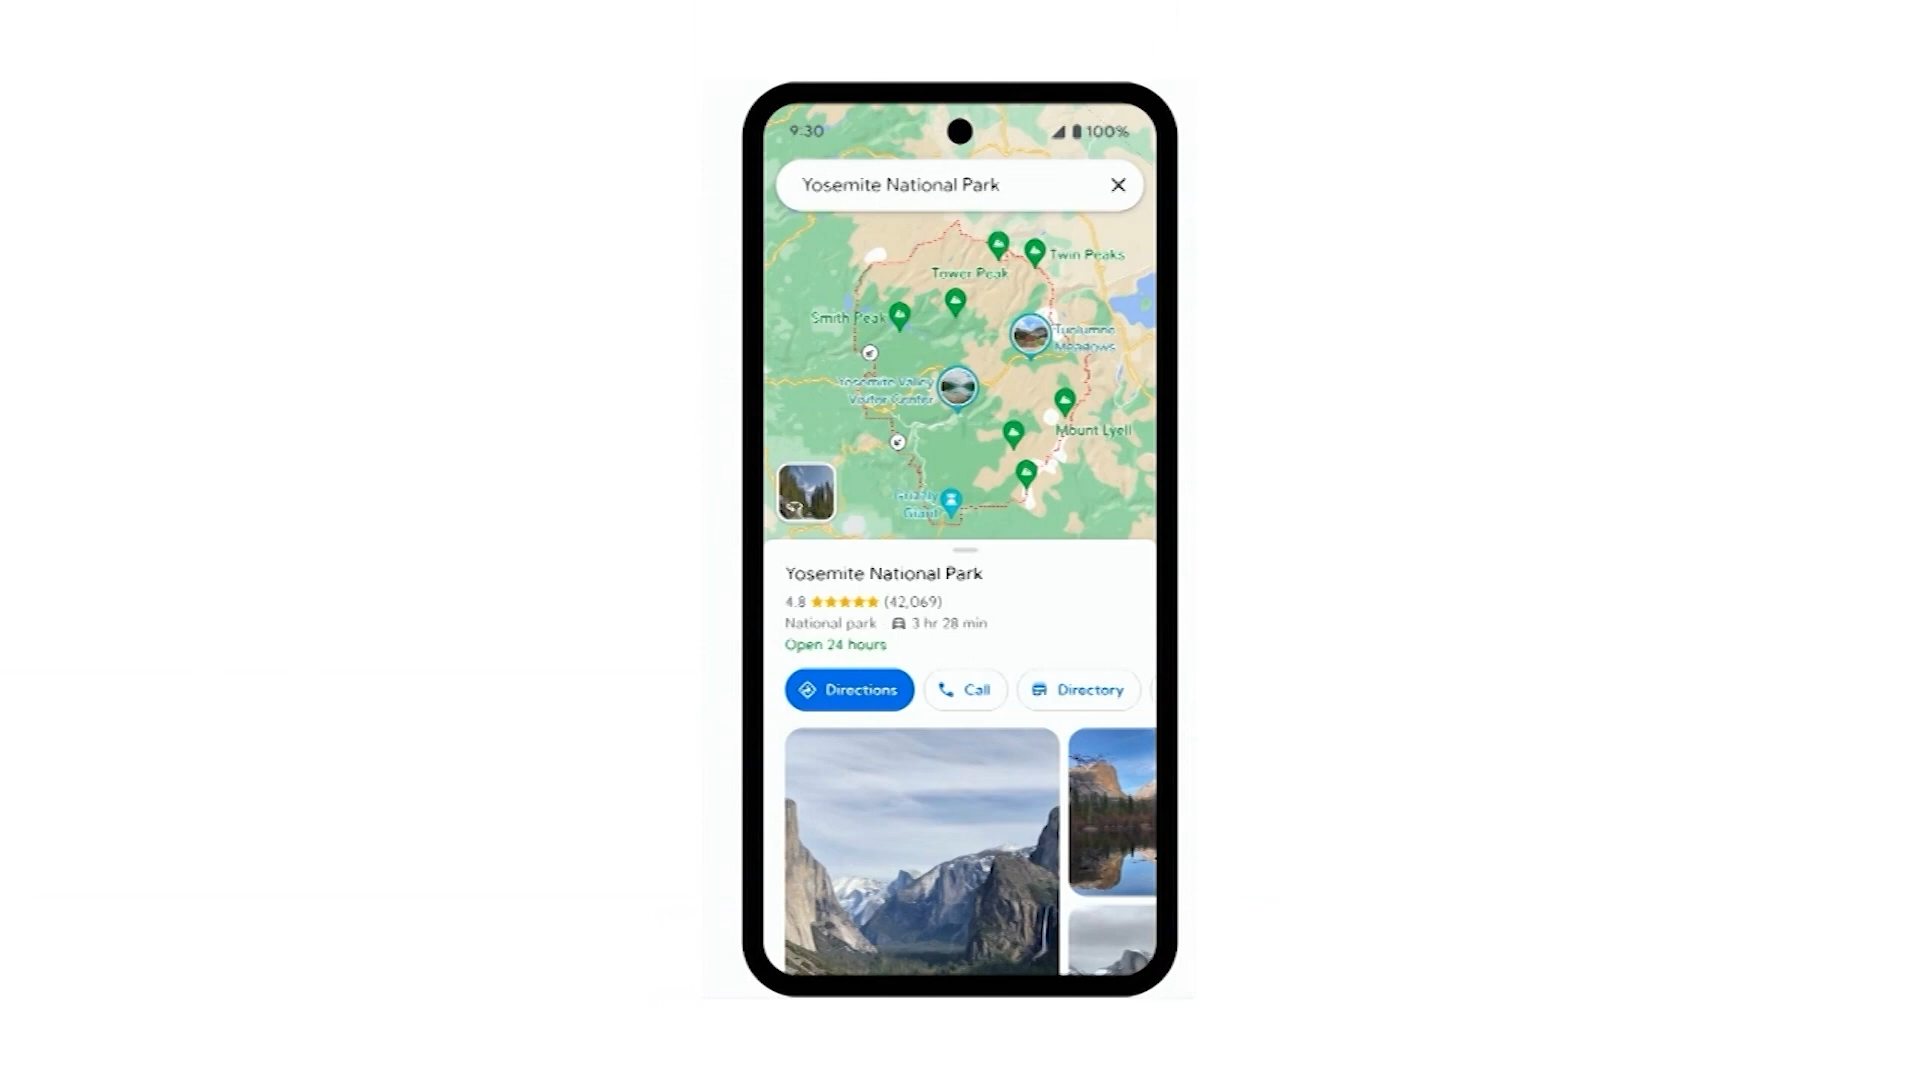 9:30
100%
Yosemite National Park
Twin Peaks
Tower Peak
Smith Peak
Tuolumne
Meadows
Yosemite Valley
Visitor Center
Mount Lyell
Grizzly
Giant
Yosemite National Park
4.8 (42,069)
National park 3 hr 28 min
Open 24 hours
Directions
Call
Directory